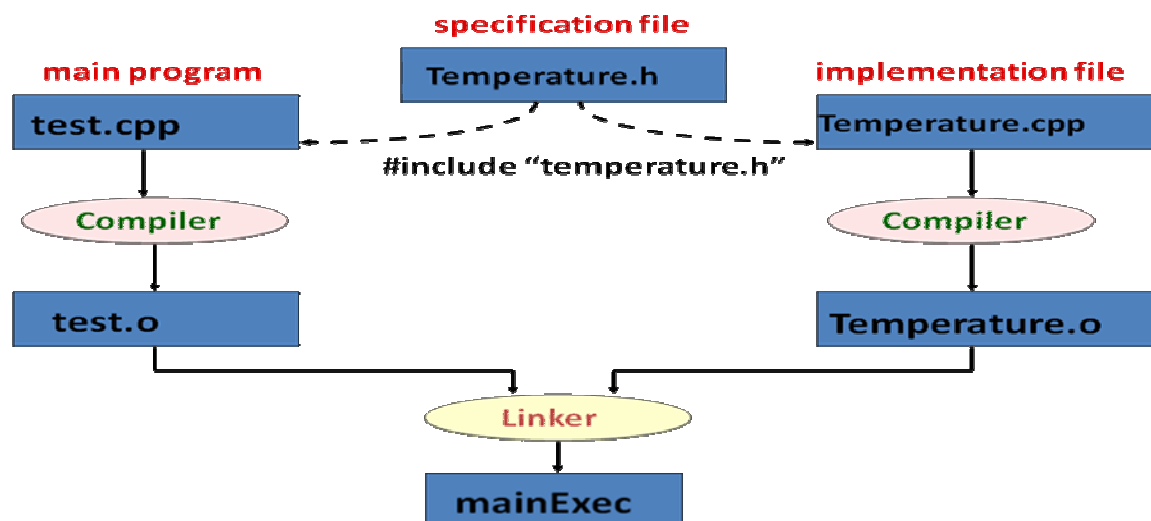 specification file
Temperature.h
main program
test.cpp
implementation file
Temperature.cpp
#include “temperature.h”
Compiler
Compiler
test.o
Temperature.o
Linker
mainExec